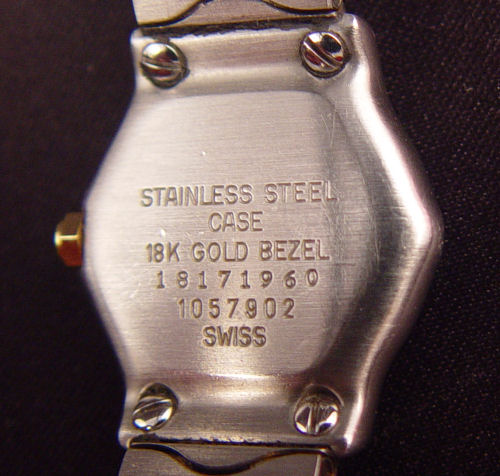 STAINLESS STEEL
CASE
18K GOLD BEZEL
18171960
1057902
SWISS